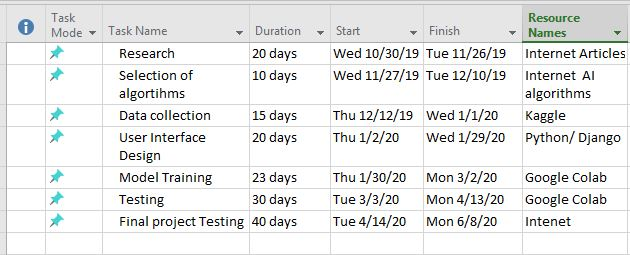 Task Mode Task Name Duration Start Finish Resource Names
Research 20 days Wed 10/30/19 Tue 11/26/19 Internet Articles
Selection of algortihms 10 days Wed 11/27/19 Tue 12/10/19 Internet AI algorithms
Data collection 15 days Thu 12/12/19 Wed 1/1/20 Kaggle
User Interface Design 20 days Thu 1/2/20 Wed 1/29/20 Python/ Django
Model Training 23 days Thu 1/30/20 Mon 3/2/20 Google Colab
Testing 30 days Tue 3/3/20 Mon 4/13/20 Google Colab
Final project Testing 40 days Tue 4/14/20 Mon 6/8/20 Intenet